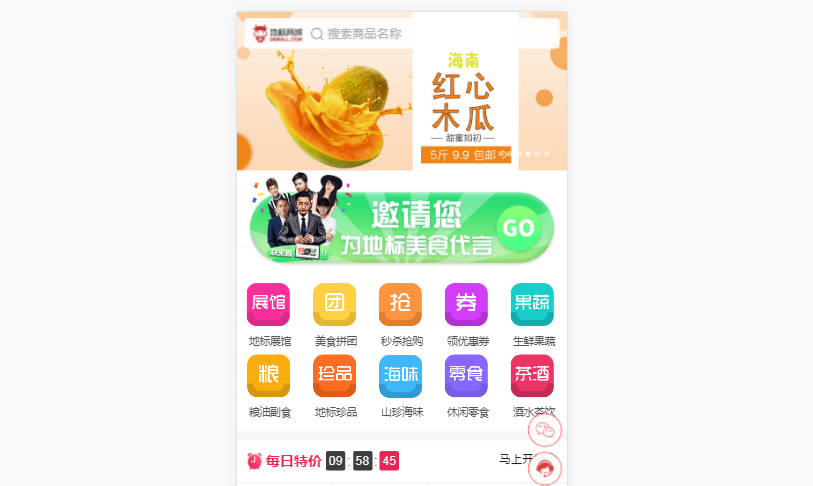 地标商城
搜索商品名称
海南
红心
木瓜
甜蜜如初
5斤 9.9 包邮
邀请您
为地标美食代言
GO
展馆
团
抢
券
果蔬
地标展馆
美食拼团
秒杀抢购
领优惠券
生鲜果蔬
粮
珍品
海味
零食
茶酒
粮油副食
地标珍品
山珍海味
休闲零食
酒水茶饮
每日特价 09 : 58 : 45
马上开